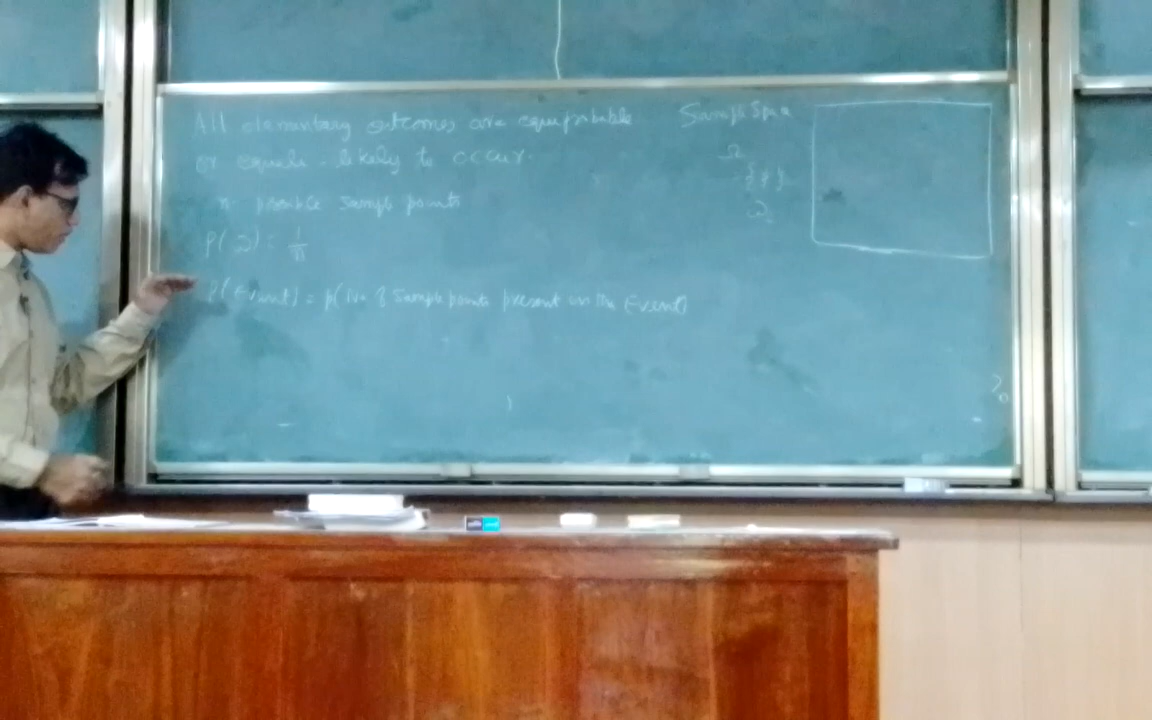 All elementary outcomes are equiprobable
or equali-likely to occur.
n. possible sample points
P(ω) = 1/n
P(Event) = P(No of Sample points present in the Event)
Sample Space
Ω
{φ}